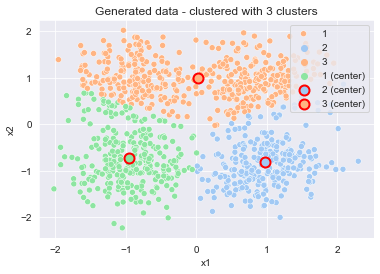 Generated data - clustered with 3 clusters
1
2
3
1 (center)
2 (center)
3 (center)
x2
2
1
0
−1
−2
−2
−1
0
1
2
x1